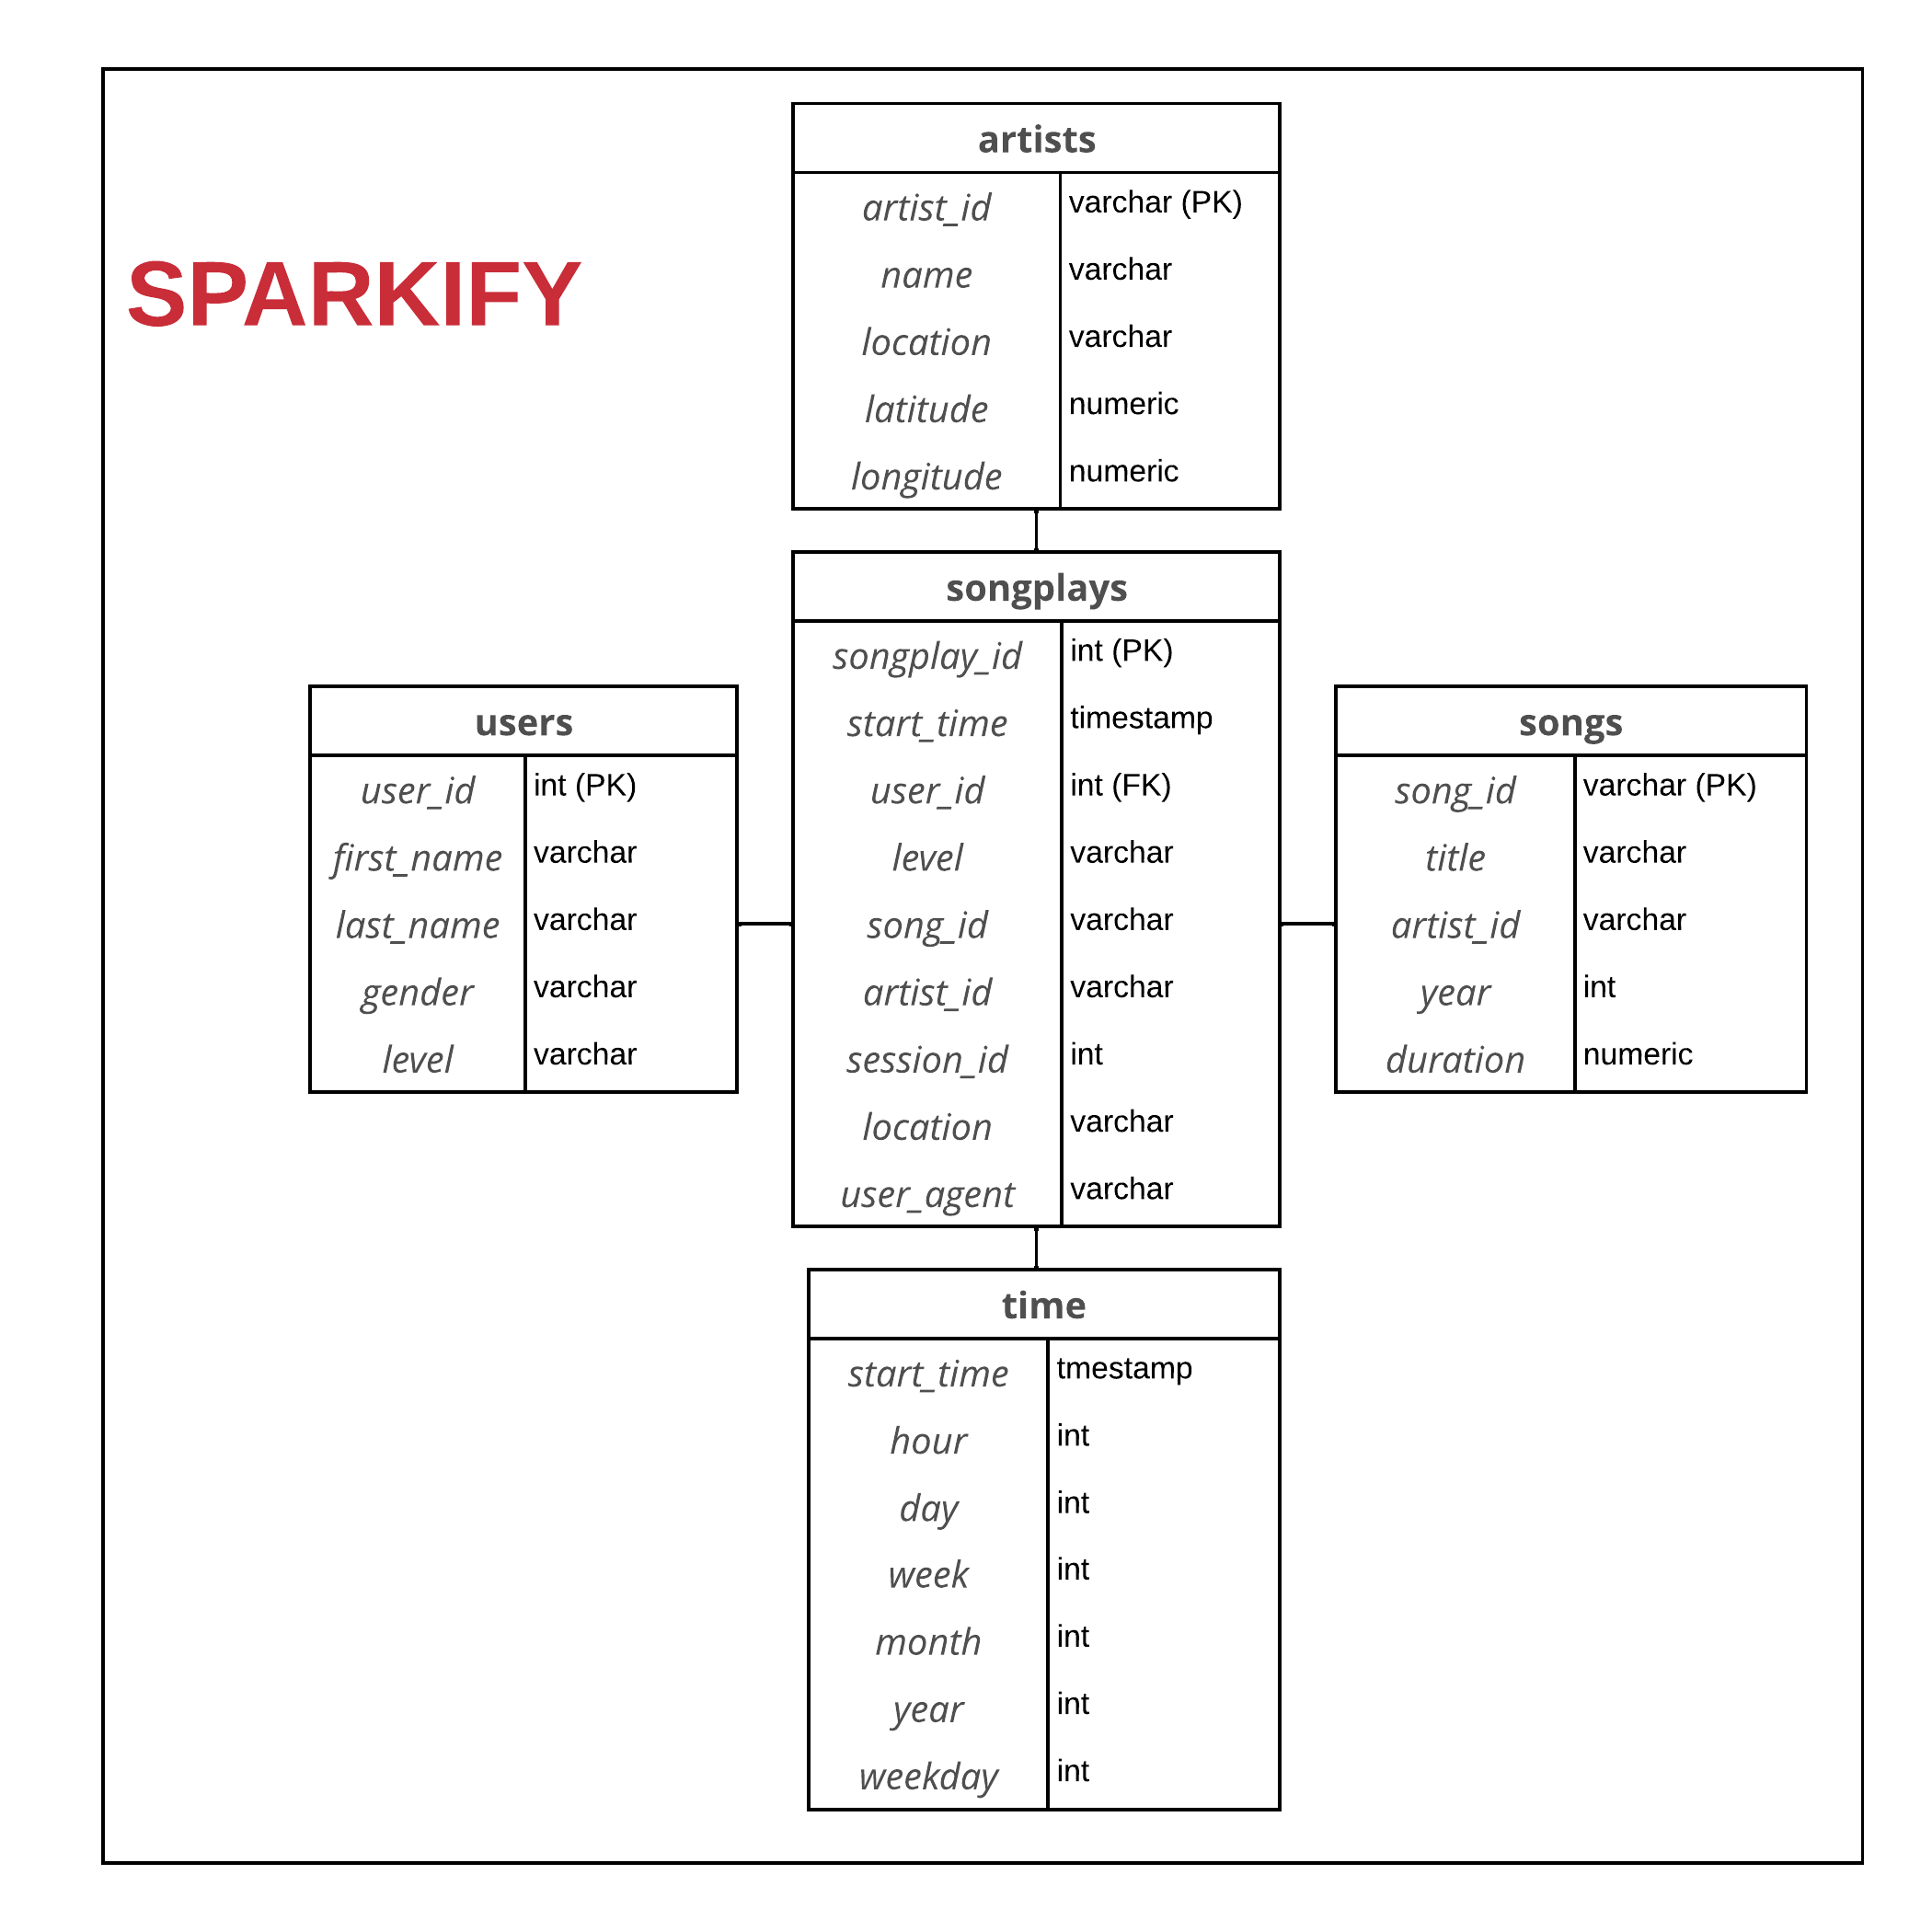 SPARKIFY
artists
artist_id varchar (PK)
name varchar
location varchar
latitude numeric
longitude numeric
songplays
songplay_id int (PK)
start_time timestamp
user_id int (FK)
level varchar
song_id varchar
artist_id varchar
session_id int
location varchar
user_agent varchar
users
user_id int (PK)
first_name varchar
last_name varchar
gender varchar
level varchar
songs
song_id varchar (PK)
title varchar
artist_id varchar
year int
duration numeric
time
start_time tmestamp
hour int
day int
week int
month int
year int
weekday int